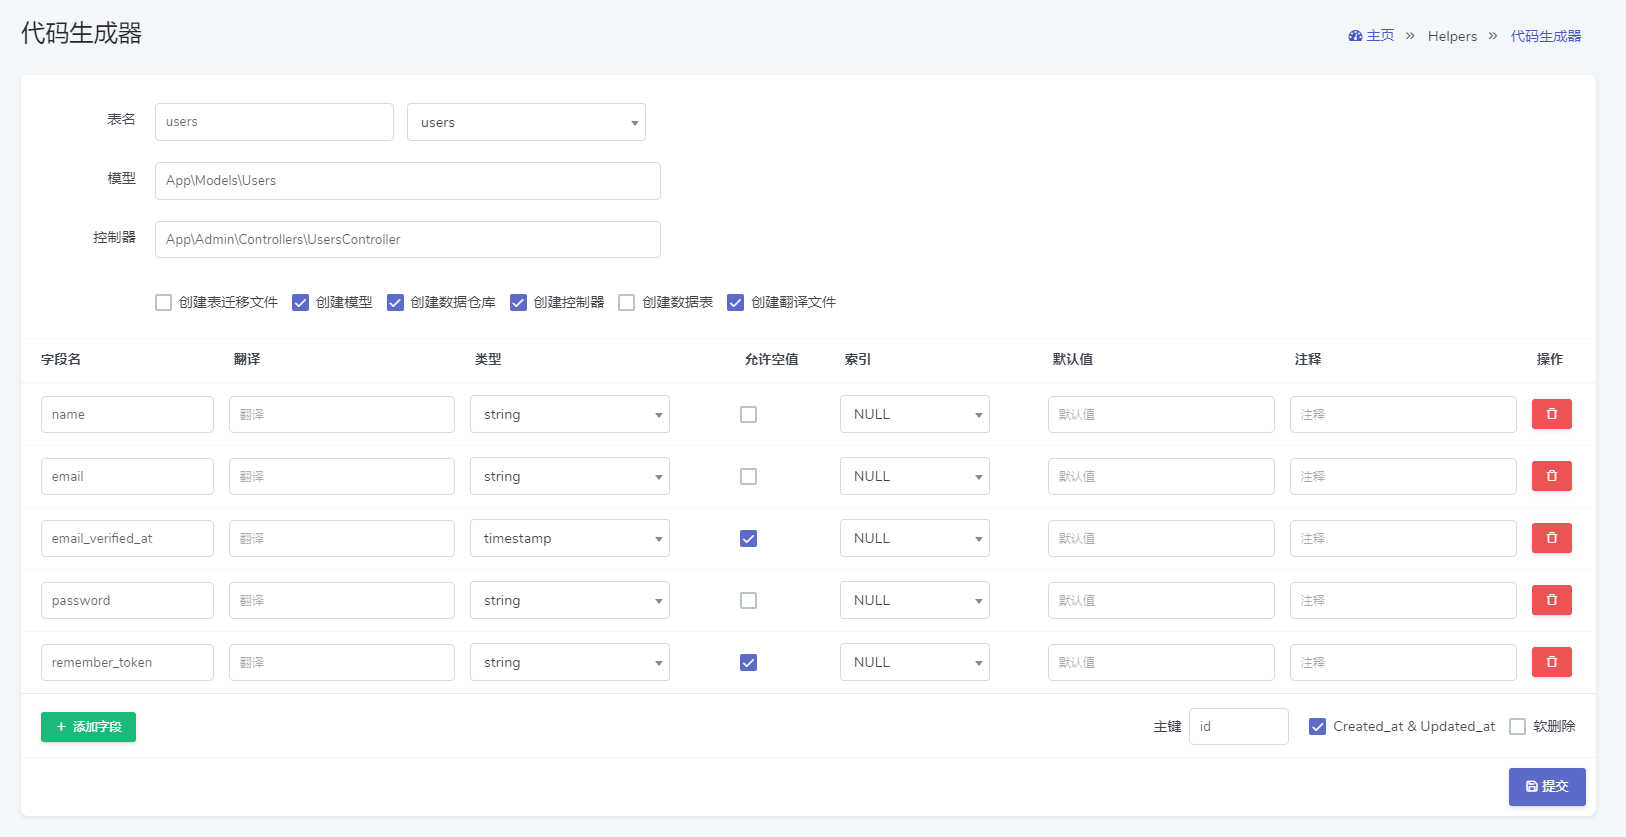 代码生成器
主页 » Helpers » 代码生成器
表名 users users
模型 App\Models\Users
控制器 App\Admin\Controllers\UsersController
创建表迁移文件 创建模型 创建数据仓库 创建控制器 创建数据表 创建翻译文件
字段名 翻译 类型 允许空值 索引 默认值 注释 操作
name 翻译 string NULL 默认值 注释
email 翻译 string NULL 默认值 注释
email_verified_at 翻译 timestamp NULL 默认值 注释
password 翻译 string NULL 默认值 注释
remember_token 翻译 string NULL 默认值 注释
+ 添加字段 主键 id Created_at & Updated_at 软删除
提交